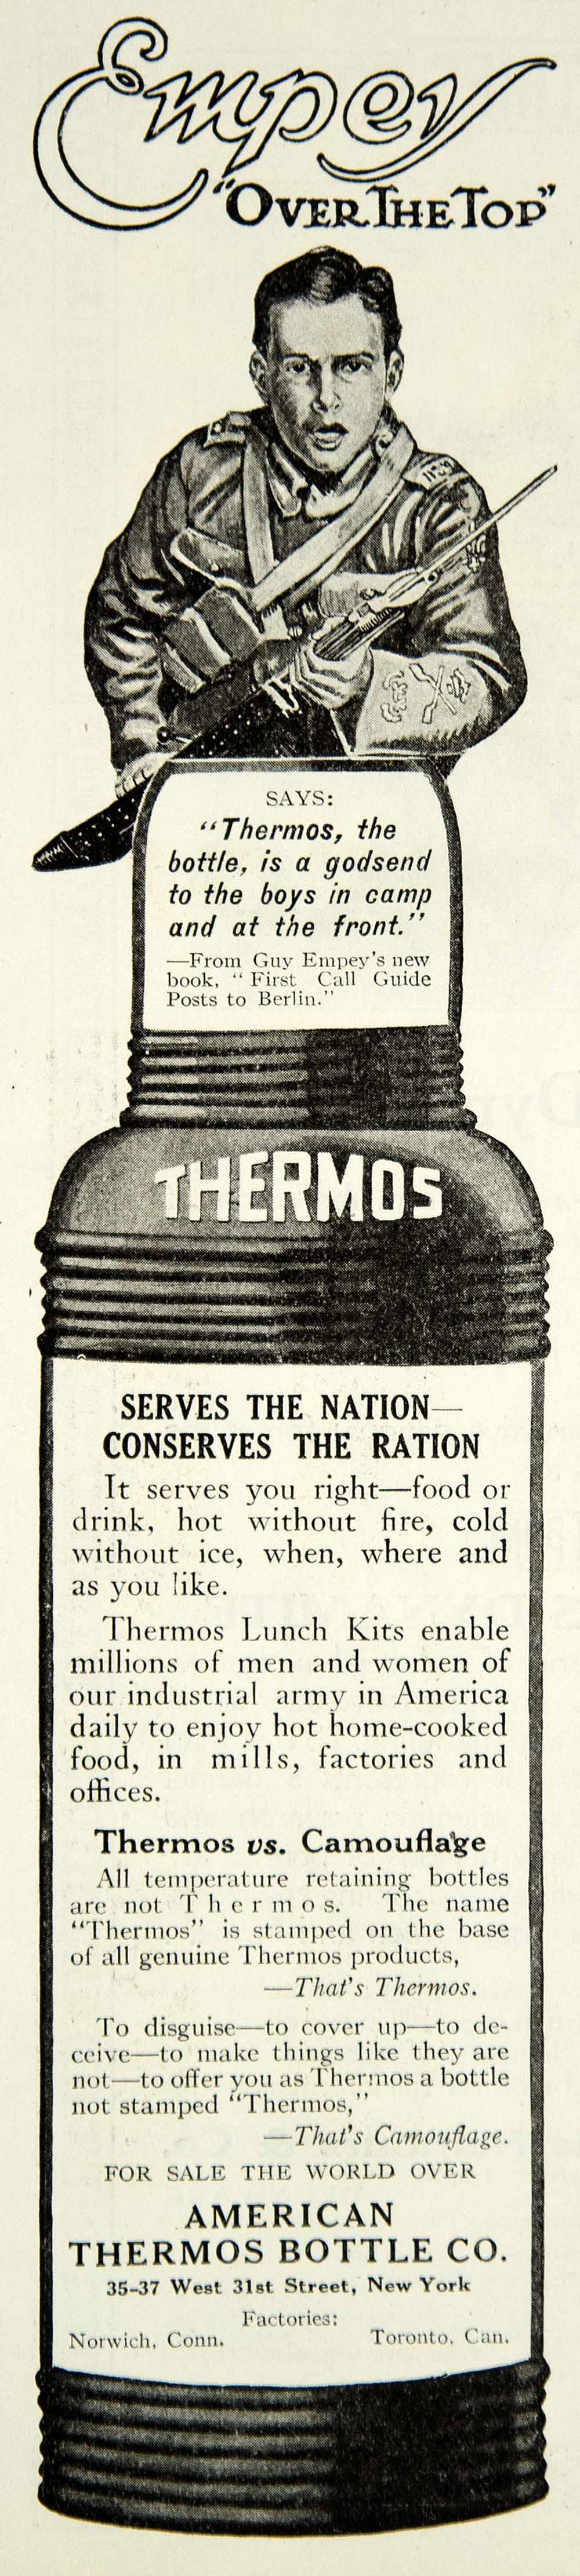 Empey
"OVER THE TOP"
SAYS:
"Thermos, the
bottle, is a godsend
to the boys in camp
and at the front."
—From Guy Empey's new
book, "First Call Guide
Posts to Berlin."
THERMOS
SERVES THE NATION—
CONSERVES THE RATION
It serves you right—food or
drink, hot without fire, cold
without ice, when, where and
as you like.
Thermos Lunch Kits enable
millions of men and women of
our industrial army in America
daily to enjoy hot home-cooked
food, in mills, factories and
offices.
Thermos vs. Camouflage
All temperature retaining bottles
are not Thermos. The name
"Thermos" is stamped on the base
of all genuine Thermos products,
—That's Thermos.
To disguise—to cover up—to de-
ceive—to make things like they are
not—to offer you as Thermos a bottle
not stamped "Thermos,"
—That's Camouflage.
FOR SALE THE WORLD OVER
AMERICAN
THERMOS BOTTLE CO.
35-37 West 31st Street, New York
Factories:
Norwich, Conn. Toronto, Can.